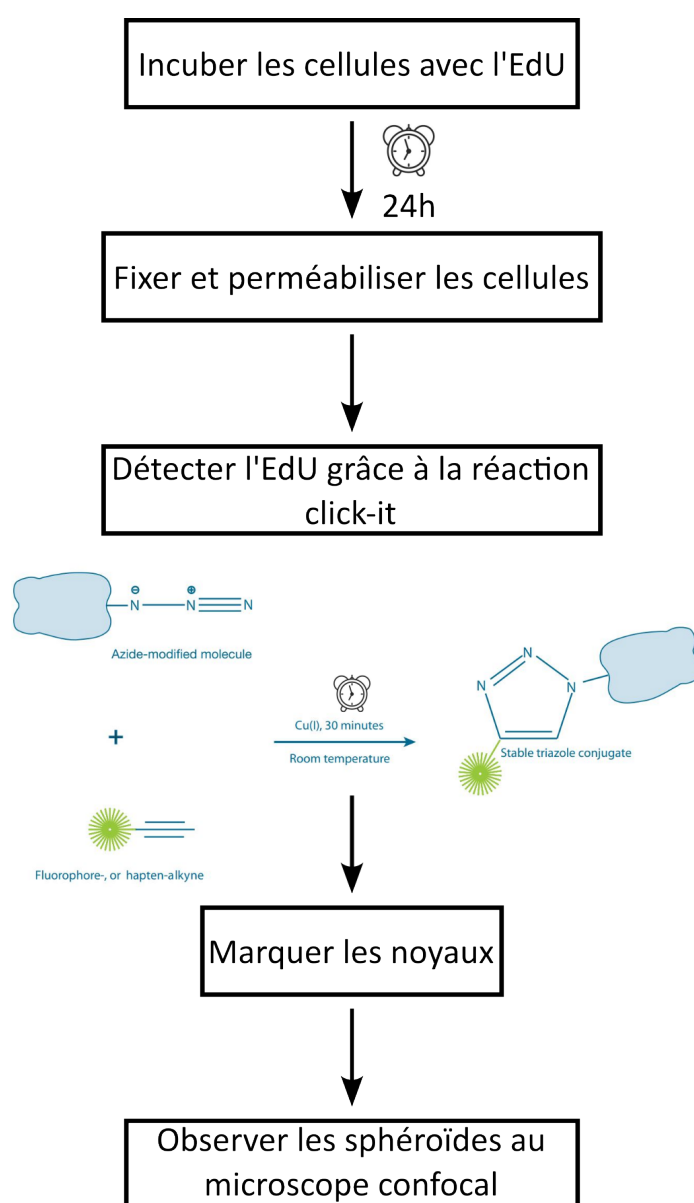 Incuber les cellules avec l'EdU
24h
Fixer et perméabiliser les cellules
Détecter l'EdU grâce à la réaction
click-it
⊖ ⊕
N N N
Azide-modified molecule
+
Cu(I), 30 minutes
Room temperature
N
N N
Stable triazole conjugate
Fluorophore-, or hapten-alkyne
Marquer les noyaux
Observer les sphéroïdes au
microscope confocal